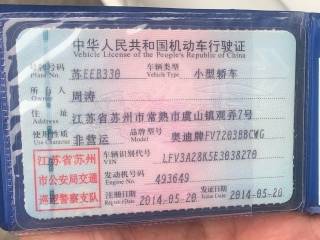 中华人民共和国机动车行驶证
Vehicle License of the People's Republic of China
号牌号码 苏EEB330 车辆类型 小型轿车
Plate No. Vehicle Type
所有人 周涛
Owner
住址 江苏省苏州市常熟市虞山镇观弄7号
Address
使用性质 非营运 品牌型号 奥迪牌FV7203BBCWG
Use Character Model
江苏省苏州 车辆识别代号 LFV3A28K5E3038270
VIN
市公安局交通 发动机号码 493649
Engine No.
巡逻警察支队 注册日期 2014-05-20 发证日期 2014-05-20
Register Date Issue Date